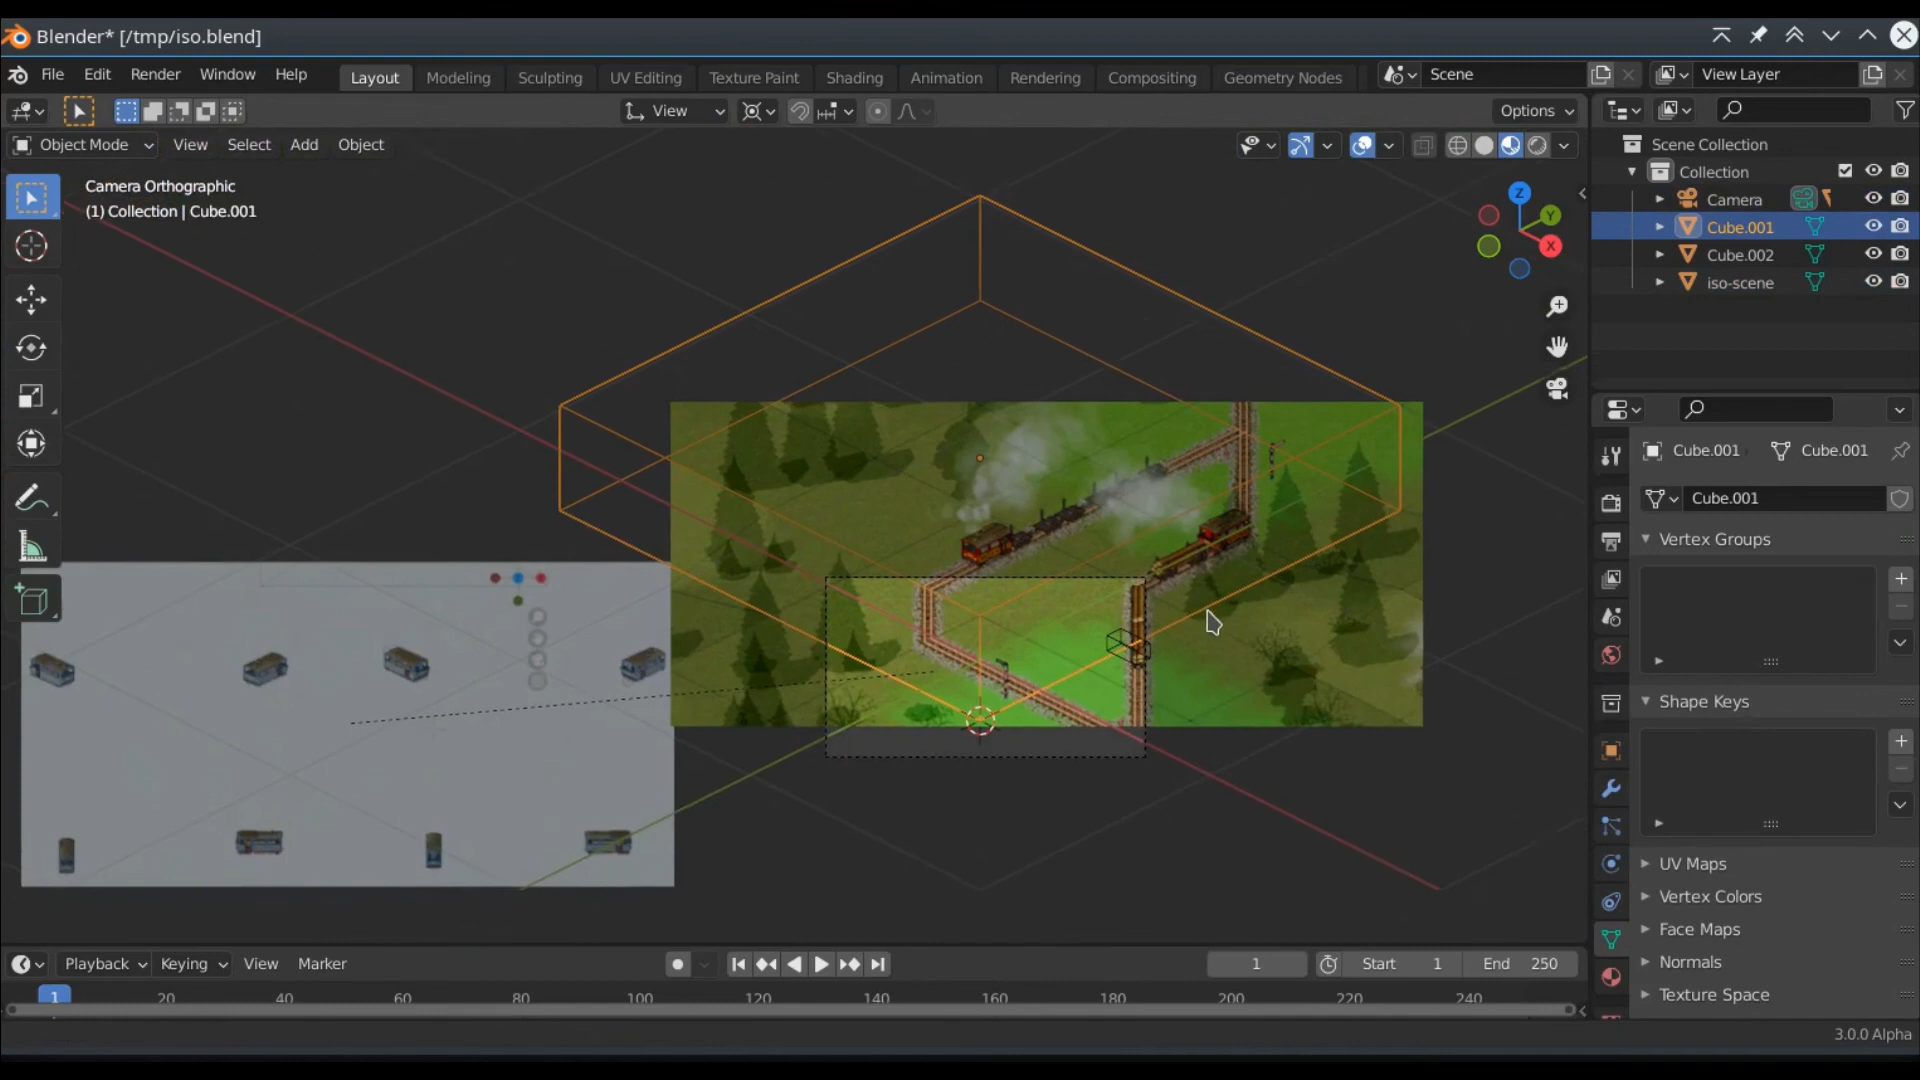 Blender* [/tmp/iso.blend]
File Edit Render Window Help Layout Modeling Sculpting UV Editing Texture Paint Shading Animation Rendering Compositing Geometry Nodes Scene View Layer
View Options
Object Mode View Select Add Object
Camera Orthographic
(1) Collection | Cube.001
Z
Y
X
Scene Collection
Collection
Camera
Cube.001
Cube.002
iso-scene
Cube.001 Cube.001
Cube.001
Vertex Groups
Shape Keys
UV Maps
Vertex Colors
Face Maps
Normals
Texture Space
Playback Keying View Marker 1 Start 1 End 250
1 20 40 60 80 100 120 140 160 180 200 220 240
3.0.0 Alpha